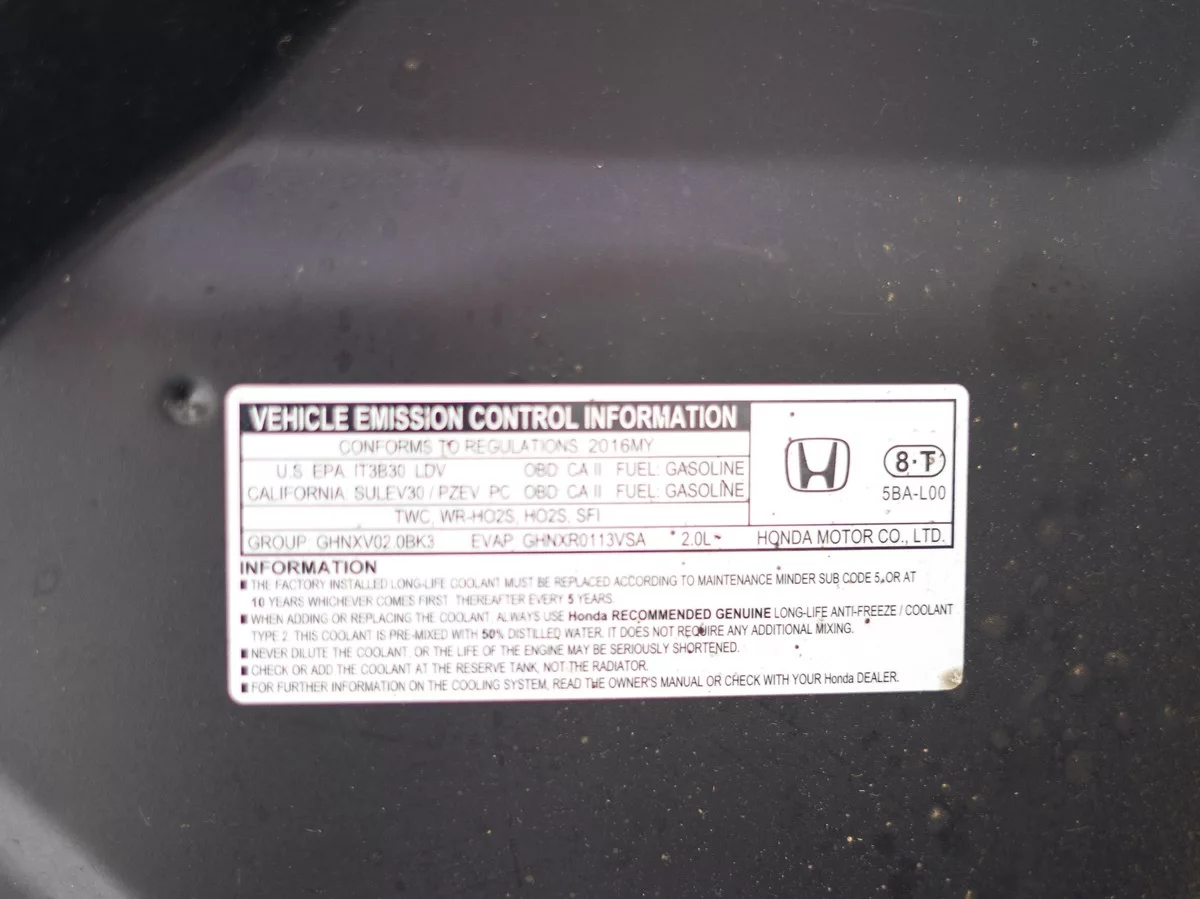 VEHICLE EMISSION CONTROL INFORMATION
CONFORMS TO REGULATIONS 2016MY
U.S. EPA T3B30 LDV OBD CA II FUEL: GASOLINE
CALIFORNIA SULEV30 / PZEV PC OBD CA II FUEL: GASOLINE
TWC, WR-HO2S, HO2S, SFI
GROUP GHNXV02.0BK3 EVAP GHNXR0113VSA 2.0L
8·T
5BA-L00
HONDA MOTOR CO., LTD.
INFORMATION
THE FACTORY INSTALLED LONG-LIFE COOLANT MUST BE REPLACED ACCORDING TO MAINTENANCE MINDER SUB CODE 5, OR AT
10 YEARS WHICHEVER COMES FIRST. THEREAFTER EVERY 5 YEARS.
WHEN ADDING OR REPLACING THE COOLANT, ALWAYS USE Honda RECOMMENDED GENUINE LONG-LIFE ANTI-FREEZE / COOLANT
TYPE 2. THIS COOLANT IS PRE-MIXED WITH 50% DISTILLED WATER. IT DOES NOT REQUIRE ANY ADDITIONAL MIXING.
NEVER DILUTE THE COOLANT, OR THE LIFE OF THE ENGINE MAY BE SERIOUSLY SHORTENED.
CHECK OR ADD THE COOLANT AT THE RESERVE TANK, NOT THE RADIATOR.
FOR FURTHER INFORMATION ON THE COOLING SYSTEM, READ THE OWNER'S MANUAL OR CHECK WITH YOUR Honda DEALER.